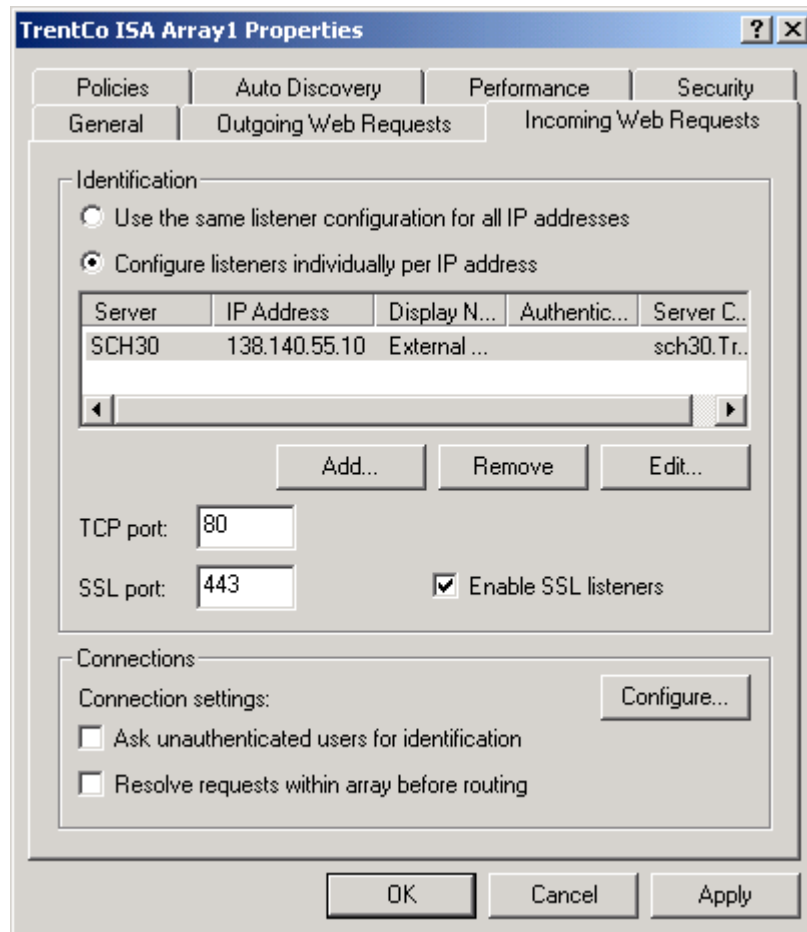 TrentCo ISA Array1 Properties
Policies Auto Discovery Performance Security
General Outgoing Web Requests Incoming Web Requests
Identification
Use the same listener configuration for all IP addresses
Configure listeners individually per IP address
Server IP Address Display N... Authentic... Server C..
SCH30 138.140.55.10 External ... sch30.Tr..
Add... Remove Edit...
TCP port: 80
SSL port: 443 Enable SSL listeners
Connections
Connection settings: Configure...
Ask unauthenticated users for identification
Resolve requests within array before routing
OK Cancel Apply